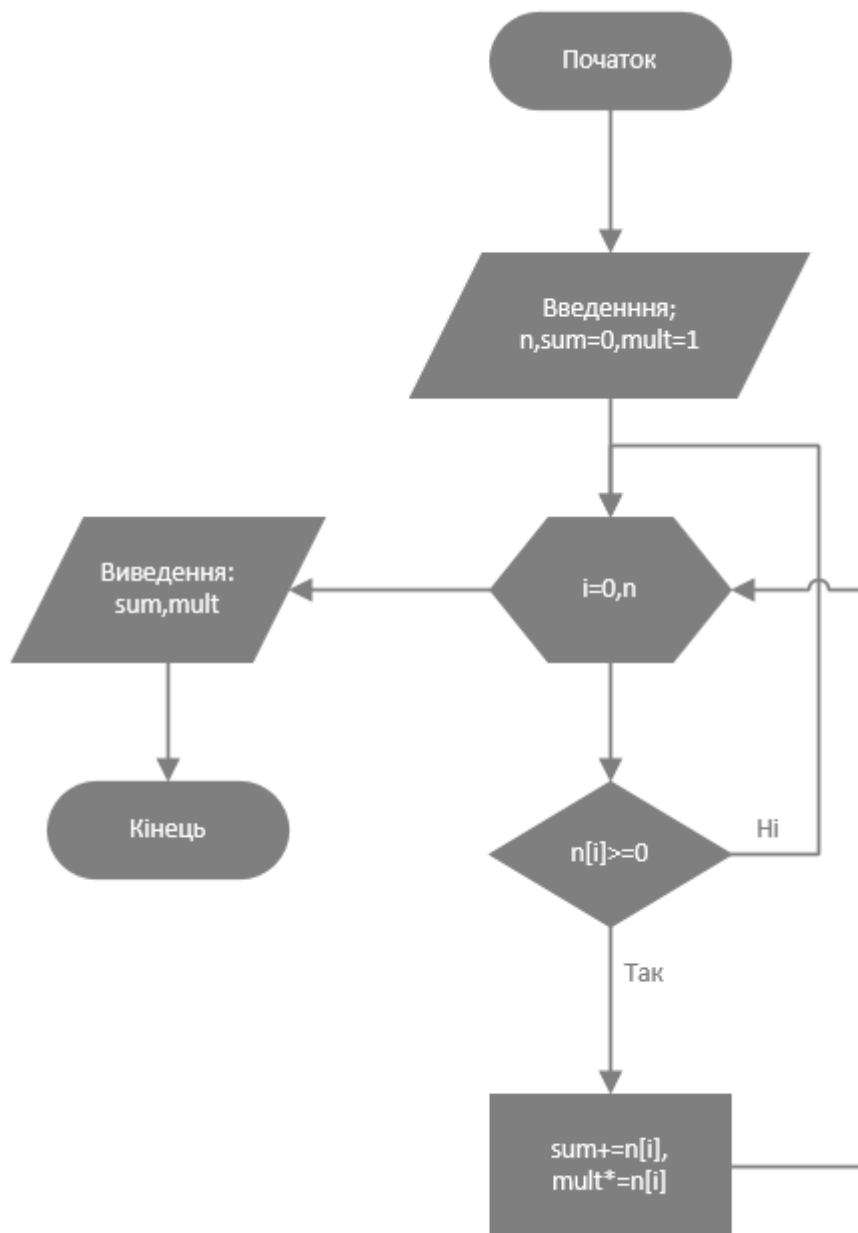 Початок
Введенння;
n,sum=0,mult=1
Виведення:
sum,mult
i=0,n
Кінець
n[i]>=0
Ні
Так
sum+=n[i],
mult*=n[i]